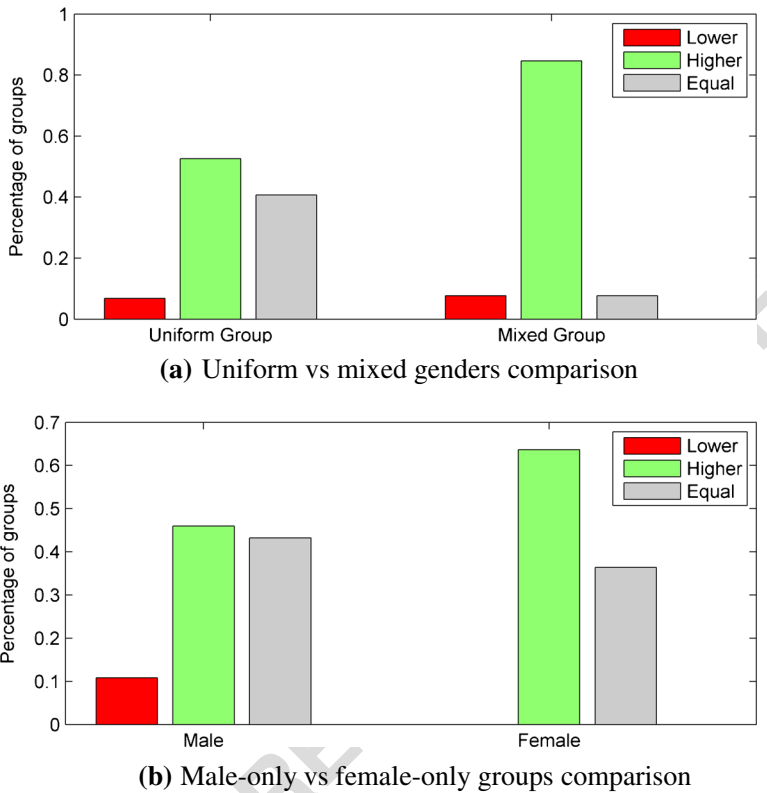 1
0.8
0.6
0.4
0.2
0
Percentage of groups
Lower
Higher
Equal
Uniform Group
Mixed Group
(a) Uniform vs mixed genders comparison
0.7
0.6
0.5
0.4
0.3
0.2
0.1
0
Percentage of groups
Lower
Higher
Equal
Male
Female
(b) Male-only vs female-only groups comparison